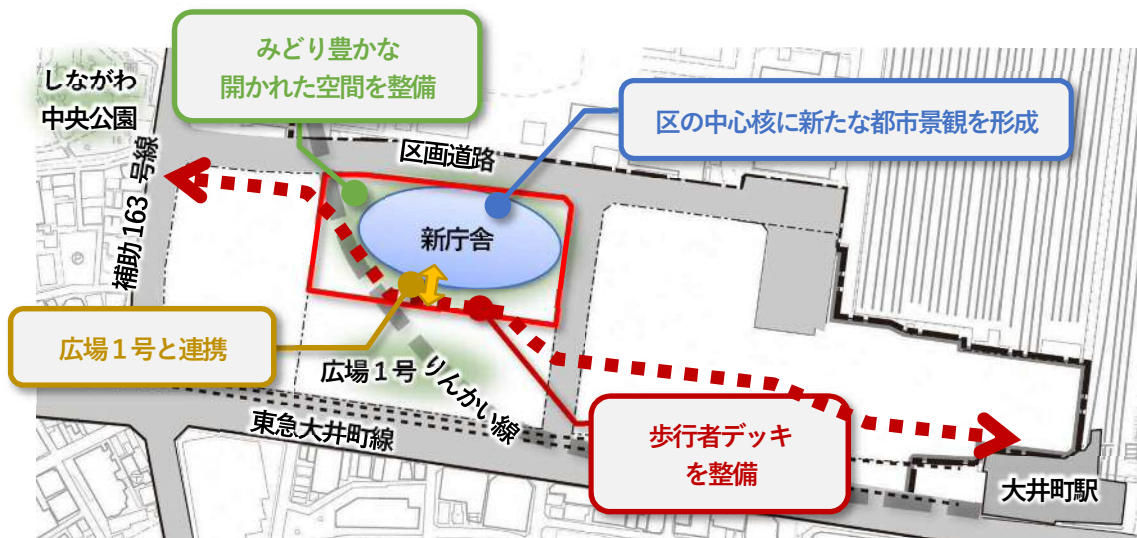 みどり豊かな
開かれた空間を整備
しながわ
中央公園
区の中心核に新たな都市景観を形成
区画道路
補助163号線
新庁舎
広場１号と連携
広場１号
りんかい線
東急大井町線
歩行者デッキ
を整備
大井町駅